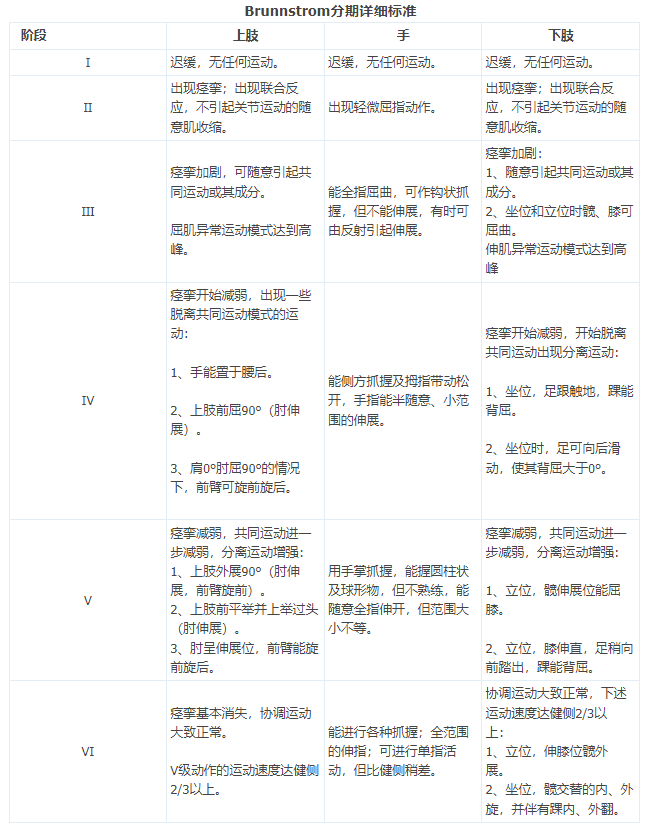 Brunnstrom分期详细标准
阶段 上肢 手 下肢
I 迟缓，无任何运动。 迟缓，无任何运动。 迟缓，无任何运动。
II
出现痉挛；出现联合反
应，不引起关节运动的随
意肌收缩。
出现轻微屈指动作。
出现痉挛；出现联合反
应，不引起关节运动的随
意肌收缩。
III
痉挛加剧，可随意引起共
同运动或其成分。
屈肌异常运动模式达到高
峰。
能全指屈曲，可作钩状抓
握，但不能伸展，有时可
由反射引起伸展。
痉挛加剧：
1、随意引起共同运动或其
成分。
2、坐位和立位时髋、膝可
屈曲。
伸肌异常运动模式达到高
峰
IV
痉挛开始减弱，出现一些
脱离共同运动模式的运
动：
1、手能置于腰后。
2、上肢前屈90°（肘伸
展）。
3、肩0°肘屈90°的情况
下，前臂可旋前旋后。
能侧方抓握及拇指带动松
开，手指能半随意、小范
围的伸展。
痉挛开始减弱，开始脱离
共同运动出现分离运动：
1、坐位，足跟触地，踝能
背屈。
2、坐位时，足可向后滑
动，使其背屈大于0°。
V
痉挛减弱，共同运动进一
步减弱，分离运动增强：
1、上肢外展90°（肘伸
展，前臂旋前）。
2、上肢前平举并上举过头
（肘伸展）。
3、肘呈伸展位，前臂能旋
前旋后。
用手掌抓握，能握圆柱状
及球形物，但不熟练，能
随意全指伸开，但范围大
小不等。
痉挛减弱，共同运动进一
步减弱，分离运动增强：
1、立位，髋伸展位能屈
膝。
2、立位，膝伸直，足稍向
前踏出，踝能背屈。
VI
痉挛基本消失，协调运动
大致正常。
V级动作的运动速度达健侧
2/3以上。
能进行各种抓握；全范围
的伸指；可进行单指活
动，但比健侧稍差。
协调运动大致正常，下述
运动速度达健侧2/3以
上：
1、立位，伸膝位髋外
展。
2、坐位，髋交替的内、外
旋，并伴有踝内、外翻。